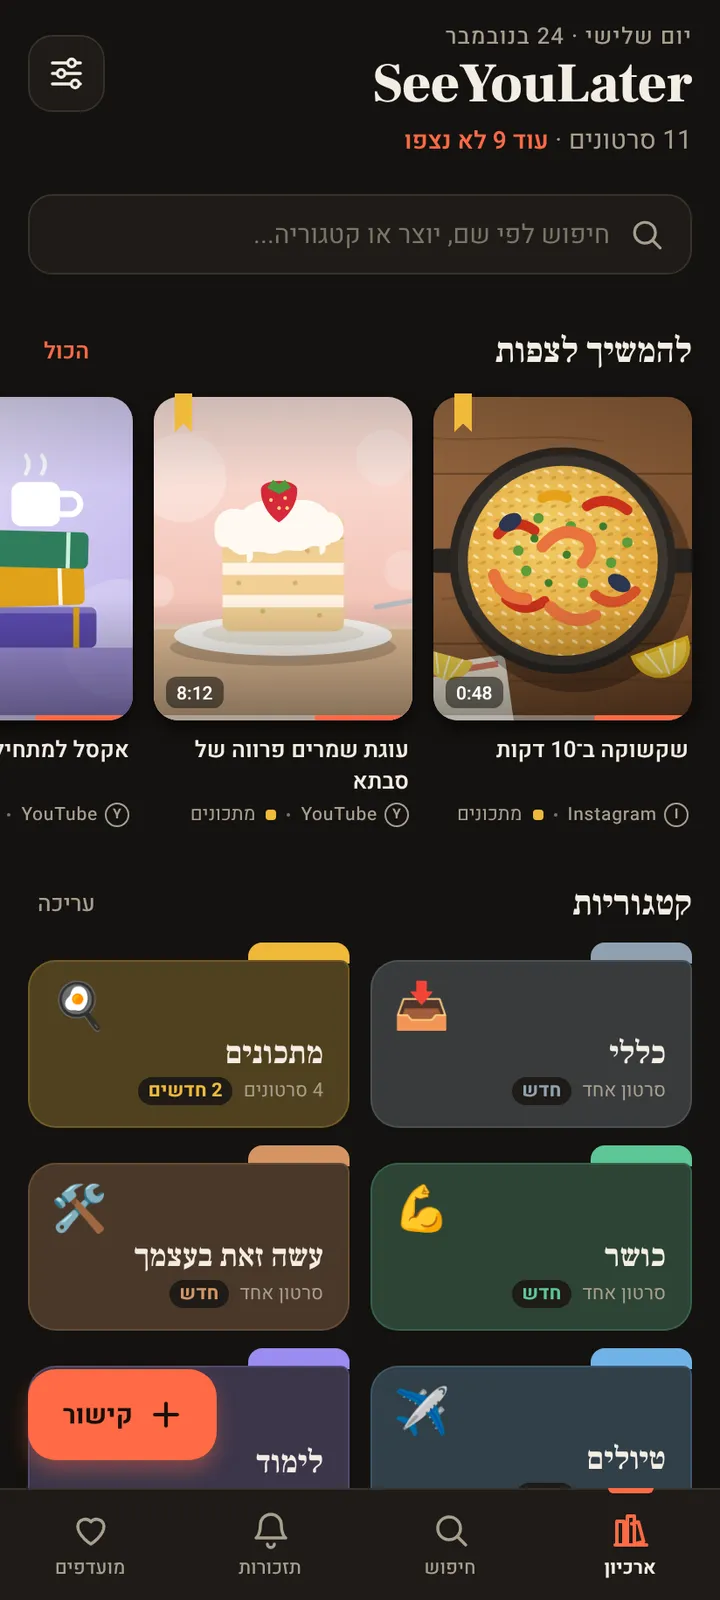 יום שלישי · 24 בנובמבר
SeeYouLater
11 סרטונים · עוד 9 לא נצפו
חיפוש לפי שם, יוצר או קטגוריה...
להמשיך לצפות
הכול
0:48
8:12
שקשוקה ב־10 דקות
I Instagram · מתכונים
עוגת שמרים פרווה של
סבתא
Y YouTube · מתכונים
אקסל למתחיל
Y YouTube ·
קטגוריות
עריכה
כללי
סרטון אחד חדש
מתכונים
4 סרטונים 2 חדשים
כושר
סרטון אחד חדש
עשה זאת בעצמך
סרטון אחד חדש
טיולים
לימוד
+ קישור
ארכיון
חיפוש
תזכורות
מועדפים